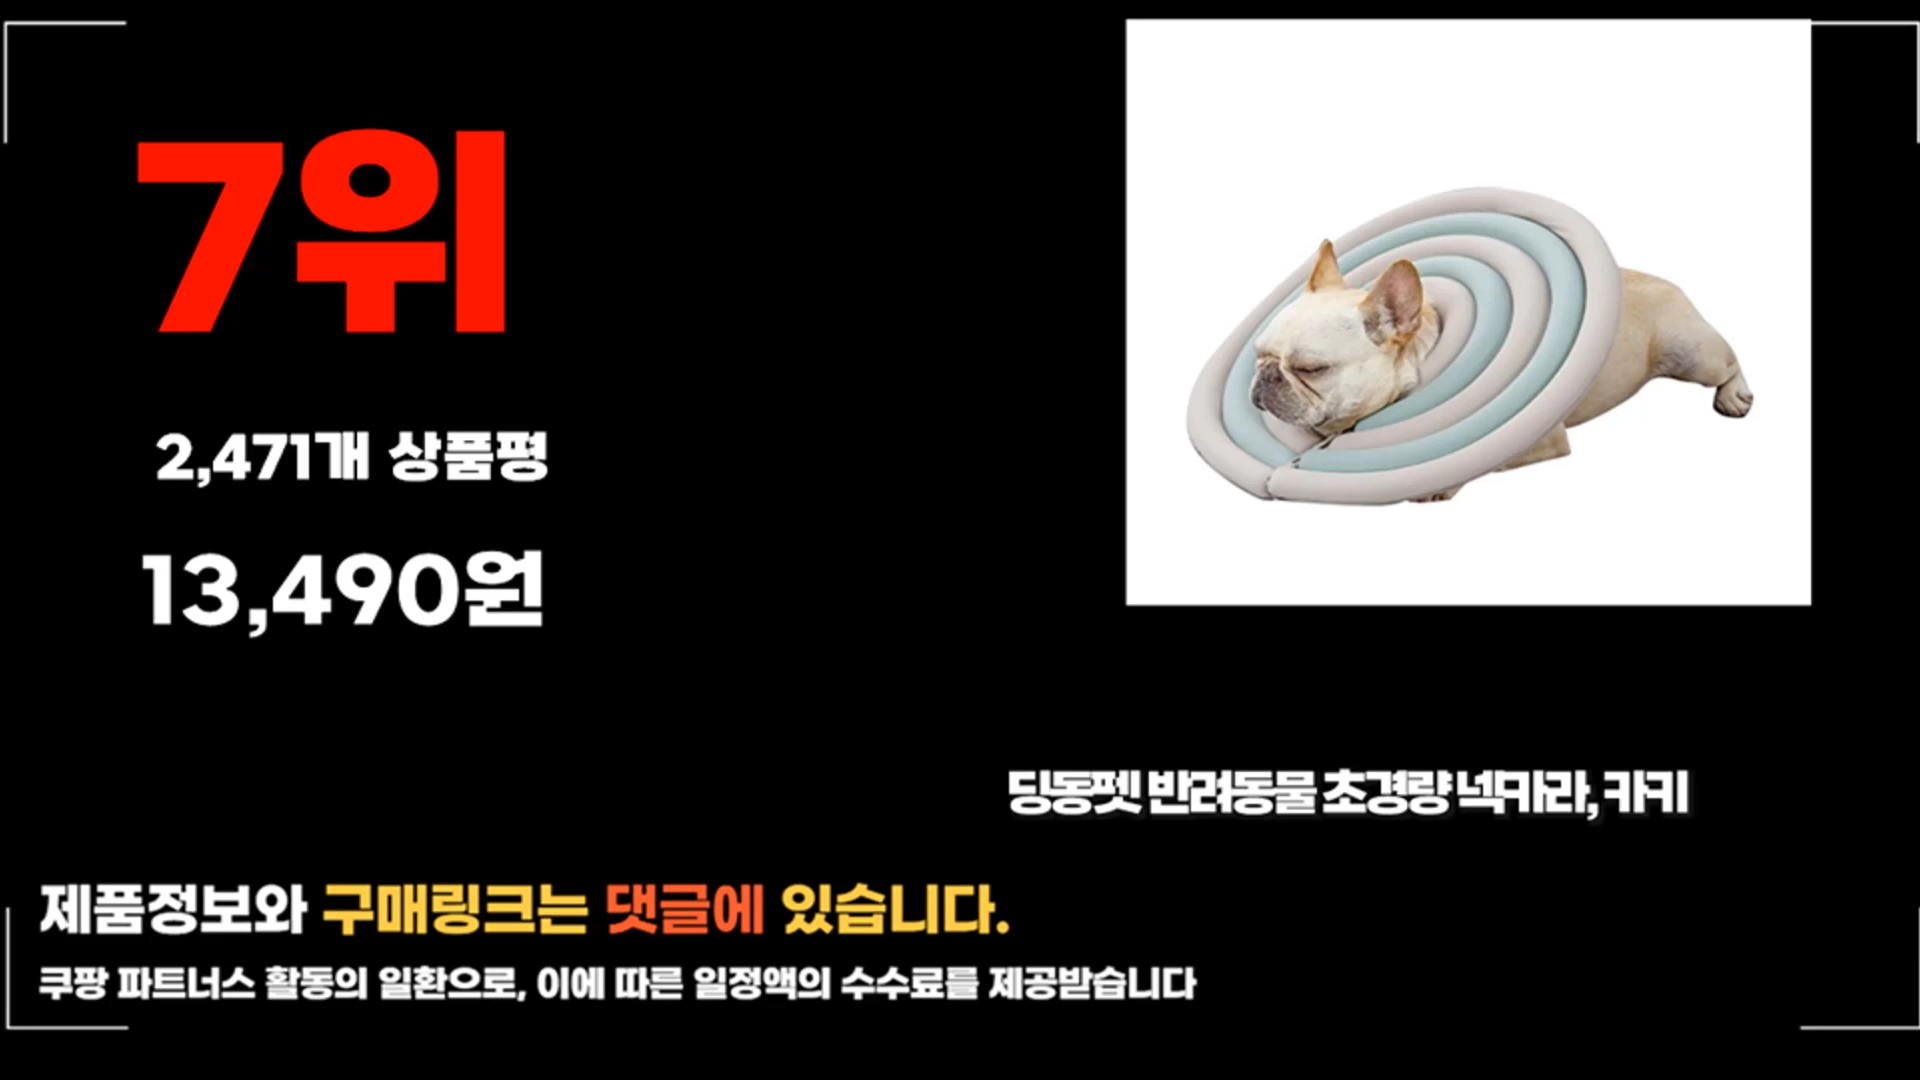 7위
2,471개 상품평
13,490원
딩동펫 반려동물 초경량 넥카라, 카키
제품정보와 구매링크는 댓글에 있습니다.
쿠팡 파트너스 활동의 일환으로, 이에 따른 일정액의 수수료를 제공받습니다